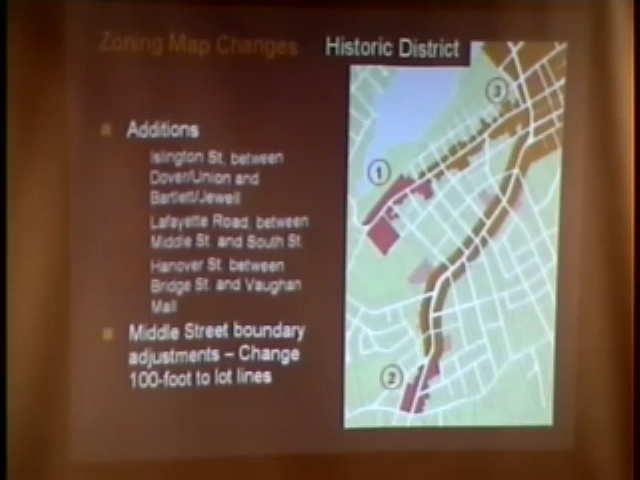 Zoning Map Changes Historic District
Additions
Islington St, between
Dover/Union and
Bartlett/Jewell
Lafayette Road, between
Middle St. and South St.
Hanover St. between
Bridge St. and Vaughan
Mall
Middle Street boundary
adjustments – Change
100-foot to lot lines
3
1
2